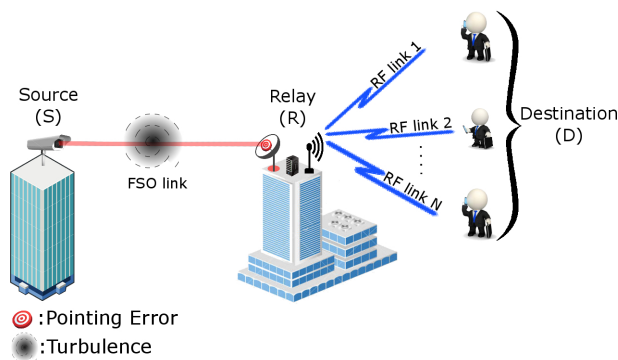 Source
(S)
FSO link
Relay
(R)
RF link 1
RF link 2
RF link N
Destination
(D)
:Pointing Error
:Turbulence